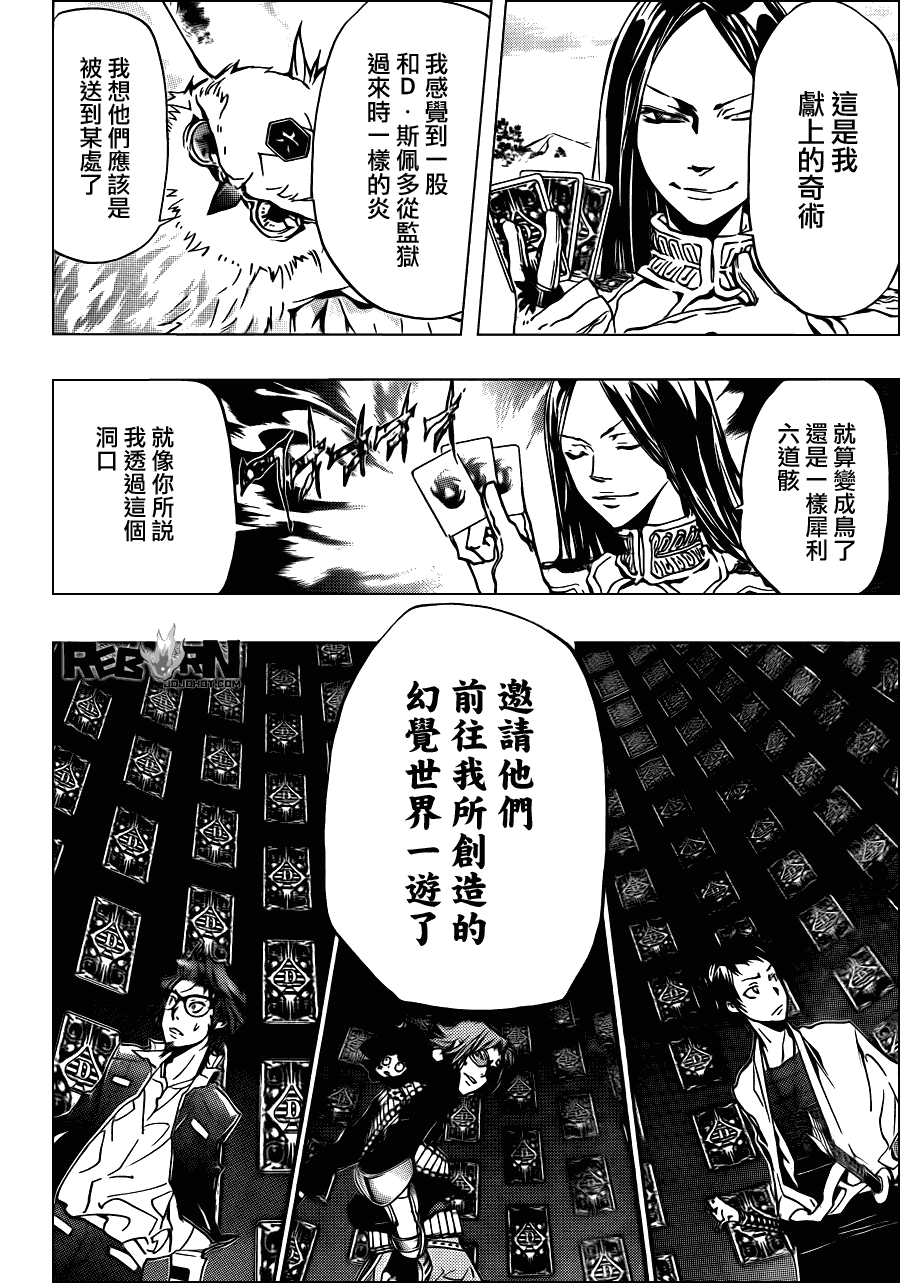 這是我
獻上的奇術
我感覺到一股
和D．斯佩多從監獄
過來時一樣的炎
我想他們應該是
被送到某處了
就算變成鳥了
還是一樣犀利
六道骸
就像你所說
我透過這個
洞口
邀請他們
前往我所創造的
幻覺世界一遊了
REBORN
JOJOHOT.COM